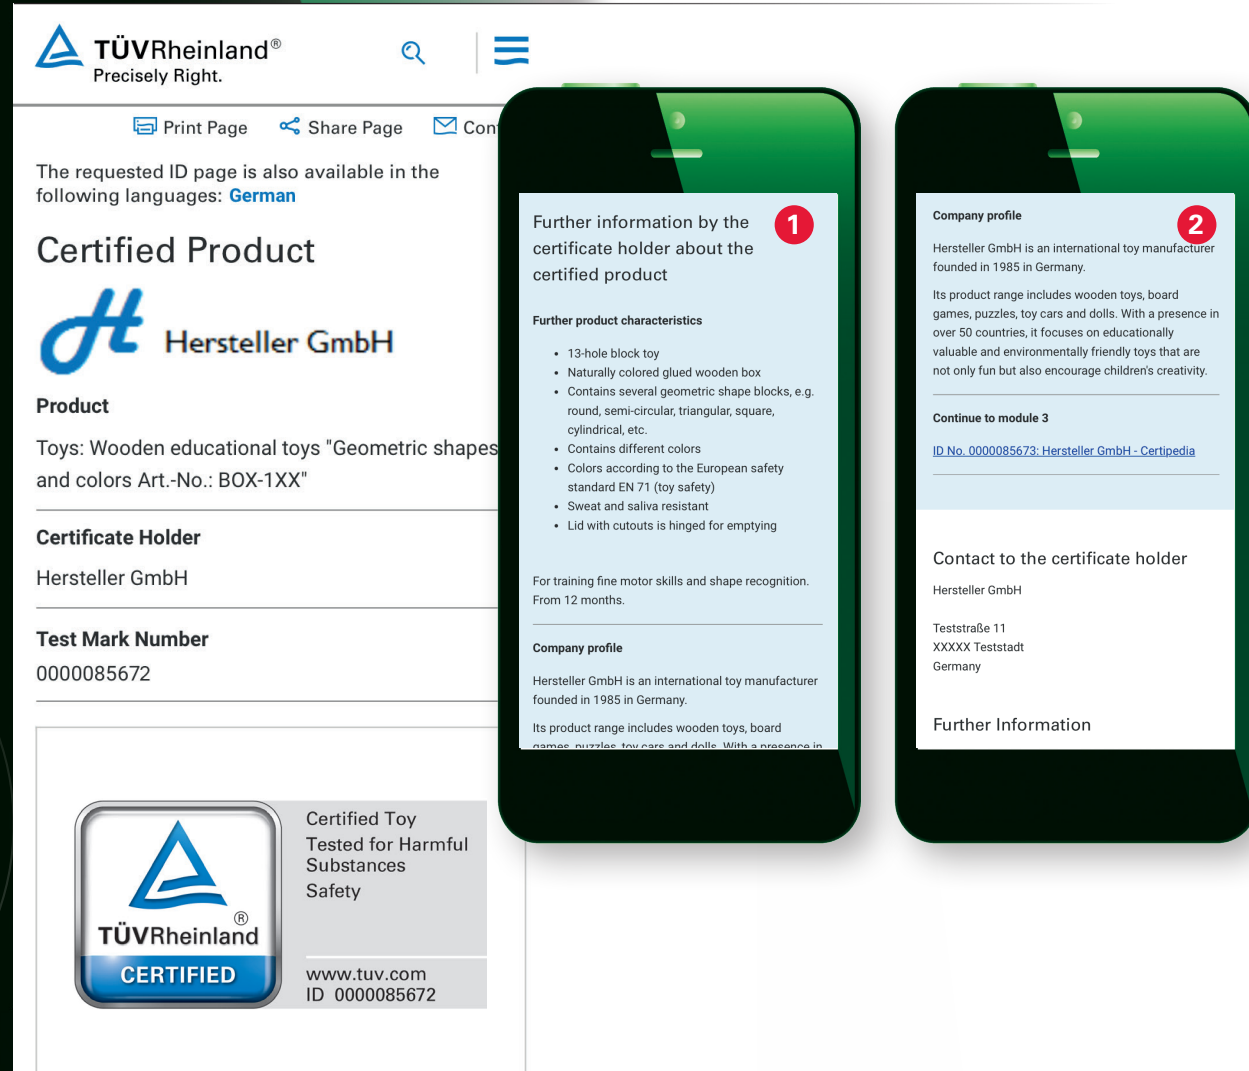 TÜVRheinland®
Precisely Right.
Print Page
Share Page
Con
The requested ID page is also available in the
following languages: German
Certified Product
H Hersteller GmbH
Product
Toys: Wooden educational toys "Geometric shapes
and colors Art.-No.: BOX-1XX"
Certificate Holder
Hersteller GmbH
Test Mark Number
0000085672
TÜVRheinland®
CERTIFIED
Certified Toy
Tested for Harmful
Substances
Safety
www.tuv.com
ID 0000085672
1
Further information by the
certificate holder about the
certified product
Further product characteristics
• 13-hole block toy
• Naturally colored glued wooden box
• Contains several geometric shape blocks, e.g.
round, semi-circular, triangular, square,
cylindrical, etc.
• Contains different colors
• Colors according to the European safety
standard EN 71 (toy safety)
• Sweat and saliva resistant
• Lid with cutouts is hinged for emptying
For training fine motor skills and shape recognition.
From 12 months.
Company profile
Hersteller GmbH is an international toy manufacturer
founded in 1985 in Germany.
Its product range includes wooden toys, board
games, puzzles, toy cars and dolls. With a presence in
2
Company profile
Hersteller GmbH is an international toy manufacturer
founded in 1985 in Germany.
Its product range includes wooden toys, board
games, puzzles, toy cars and dolls. With a presence in
over 50 countries, it focuses on educationally
valuable and environmentally friendly toys that are
not only fun but also encourage children's creativity.
Continue to module 3
ID No. 0000085673: Hersteller GmbH - Certipedia
Contact to the certificate holder
Hersteller GmbH
Teststraße 11
XXXXX Teststadt
Germany
Further Information